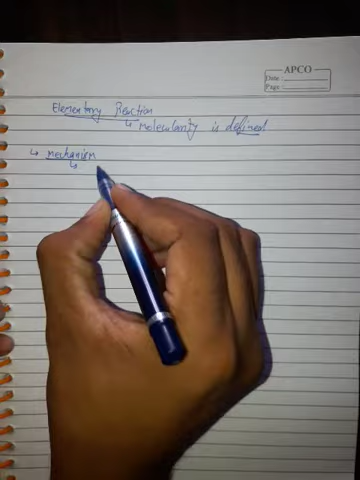 APCO
Date:
Page:
Elementary Reaction
↳ Molecularity is defined
↳ mechanism
↳